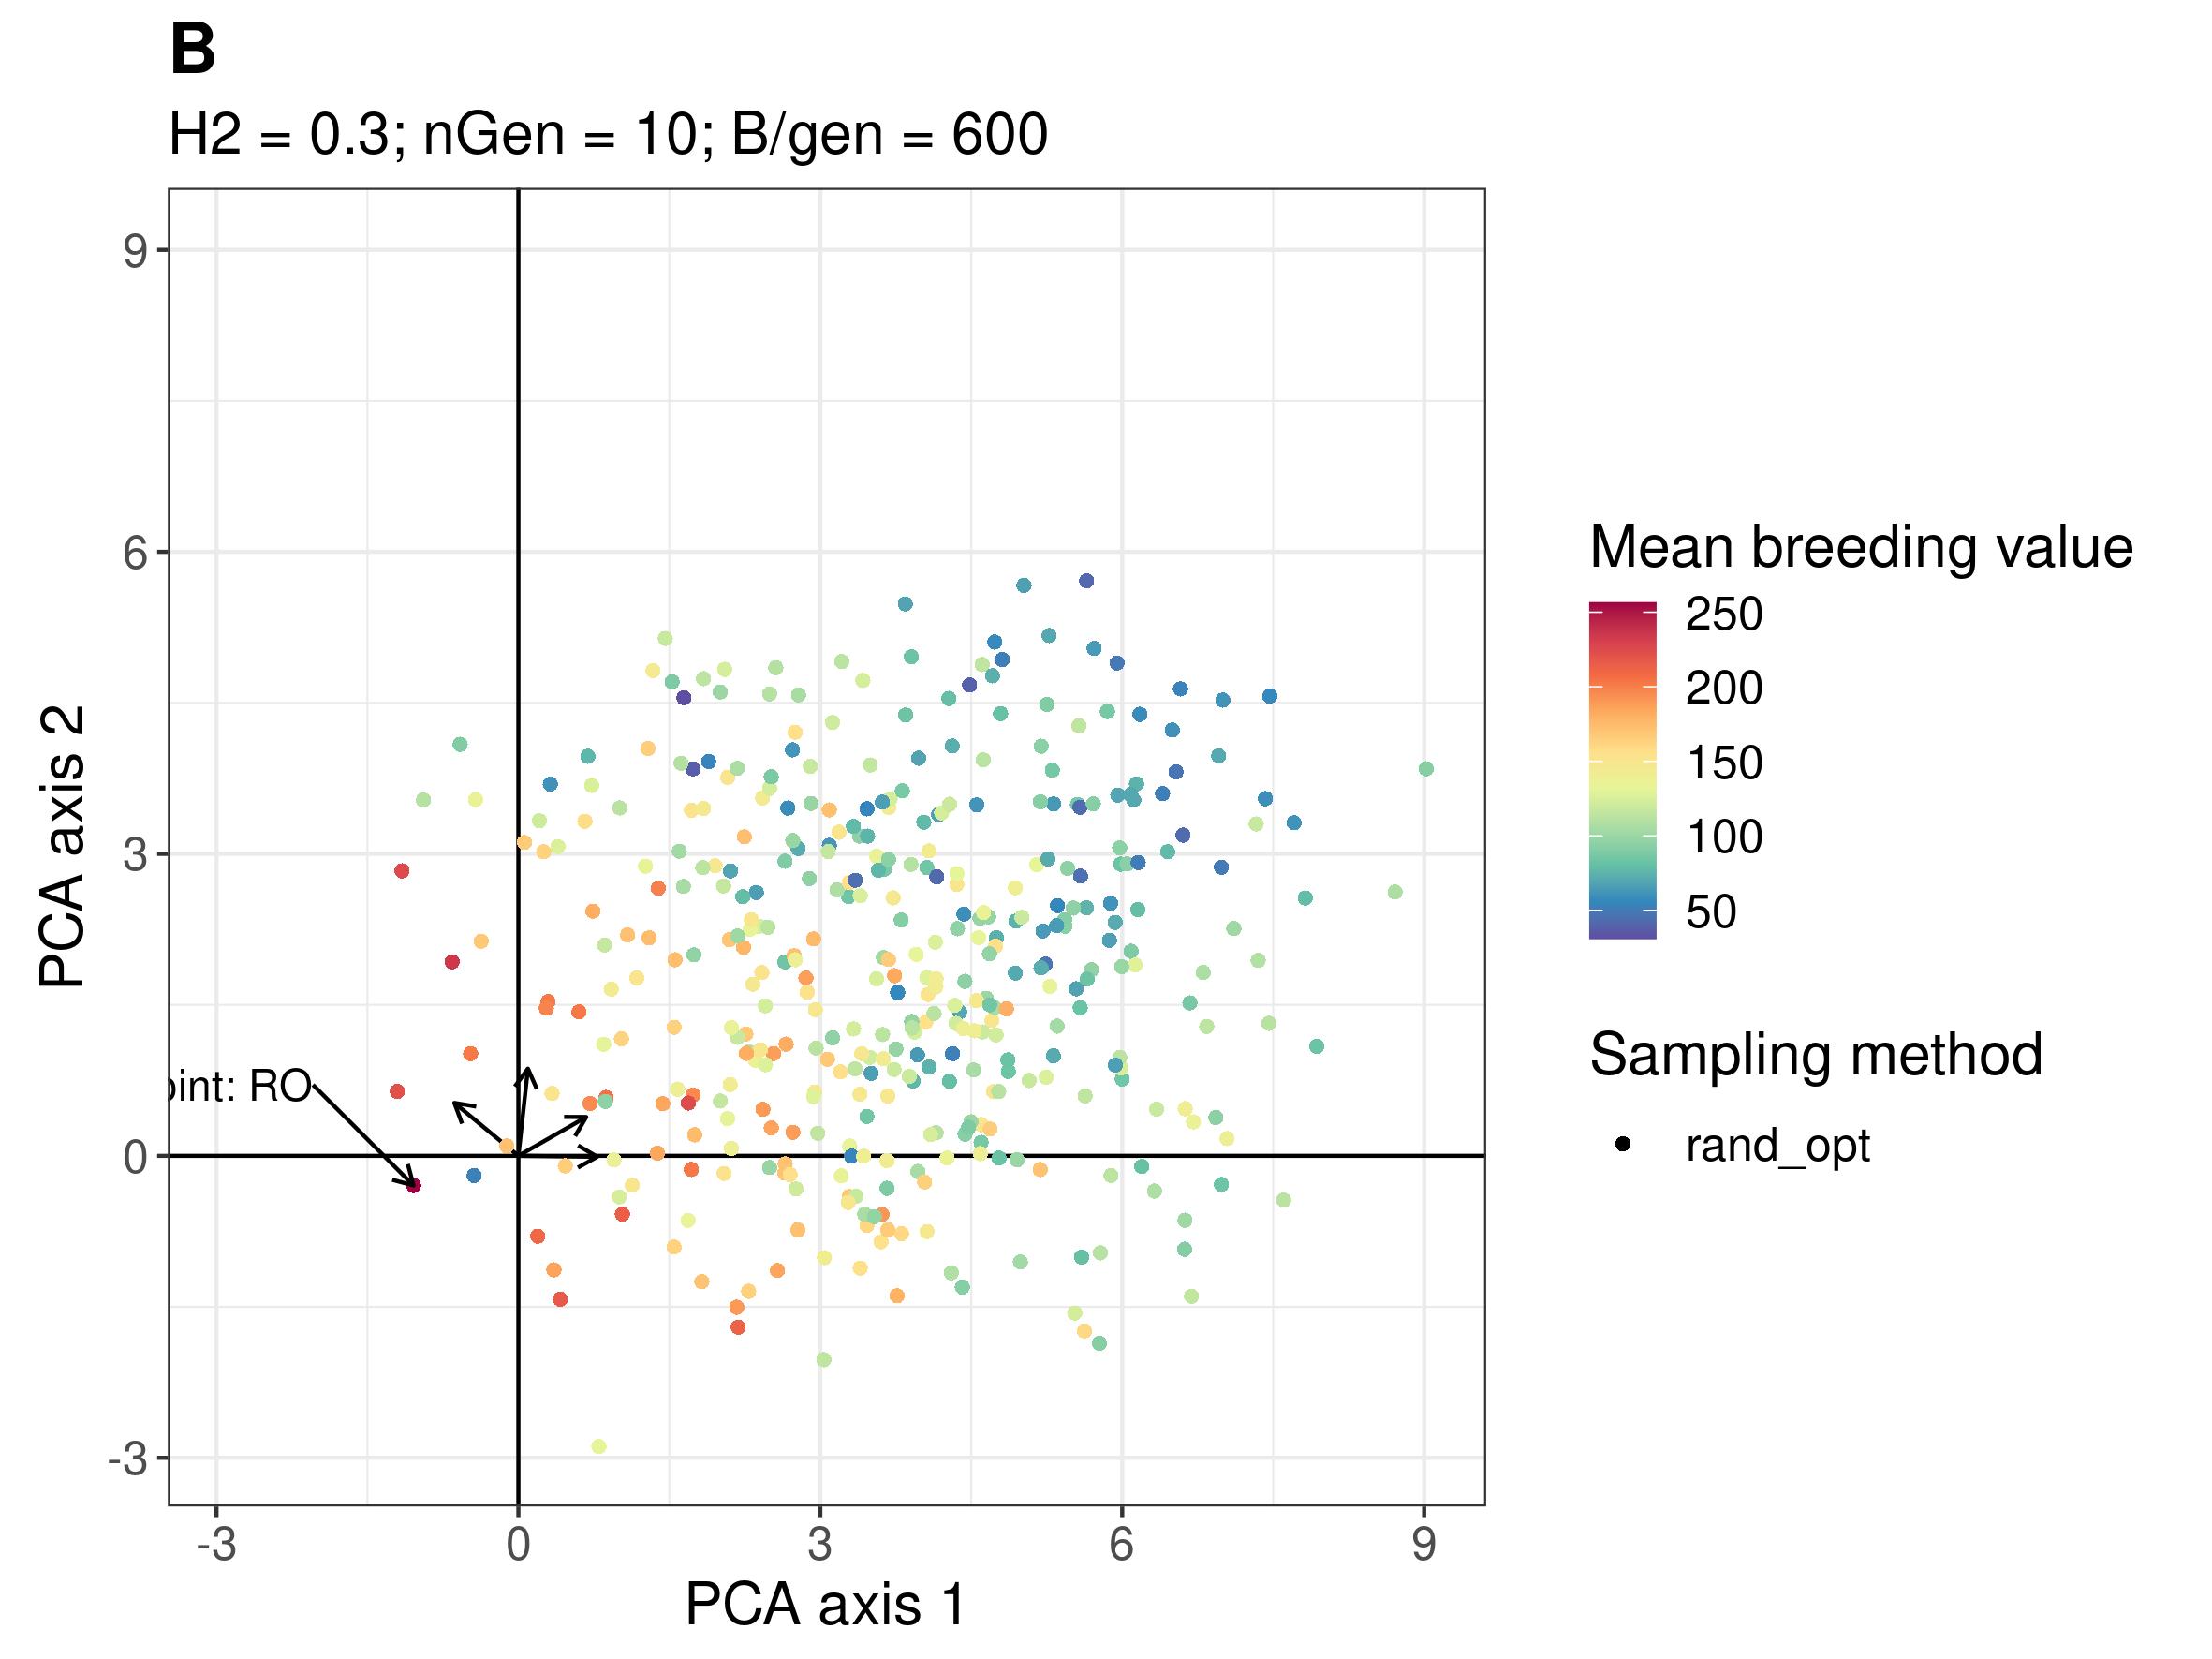 B
H2 = 0.3; nGen = 10; B/gen = 600
PCA axis 2
9
6
3
0
-3
RO
-3
0
3
6
9
PCA axis 1
Mean breeding value
250
200
150
100
50
Sampling method
rand_opt